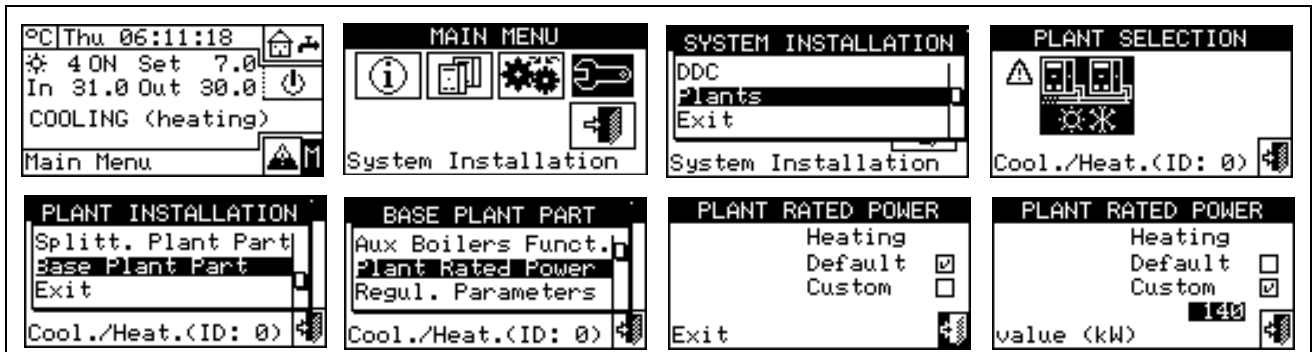 ºC Thu 06:11:18
4 ON Set 7.0
In 31.0 Out 30.0
COOLING (heating)
Main Menu
M
MAIN MENU
System Installation
SYSTEM INSTALLATION
DDC
Plants
Exit
System Installation
PLANT SELECTION
Cool./Heat.(ID: 0)
PLANT INSTALLATION
Splitt. Plant Part
Base Plant Part
Exit
Cool./Heat.(ID: 0)
BASE PLANT PART
Aux Boilers Funct.
Plant Rated Power
Regul. Parameters
Cool./Heat.(ID: 0)
PLANT RATED POWER
Heating
Default
Custom
Exit
PLANT RATED POWER
Heating
Default
Custom
140
value (kW)